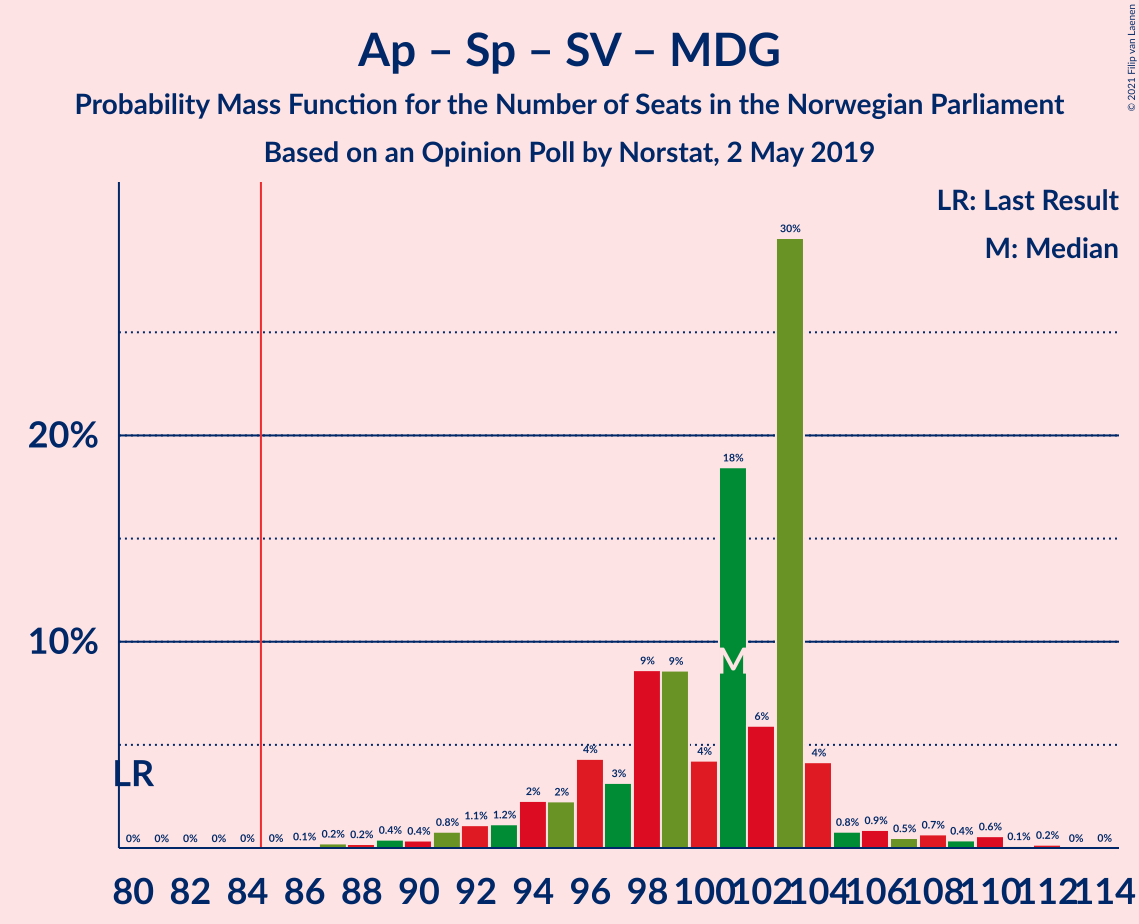 Ap – Sp – SV – MDG
Probability Mass Function for the Number of Seats in the Norwegian Parliament
Based on an Opinion Poll by Norstat, 2 May 2019
© 2021 Filip van Laenen
LR: Last Result
M: Median
20%
10%
LR
M
0% 0% 0% 0% 0% 0% 0.1% 0.2% 0.2% 0.4% 0.4% 0.8% 1.1% 1.2% 2% 2% 4% 3% 9% 9% 4% 18% 6% 30% 4% 0.8% 0.9% 0.5% 0.7% 0.4% 0.6% 0.1% 0.2% 0% 0%
80 82 84 86 88 90 92 94 96 98 100 102 104 106 108 110 112 114